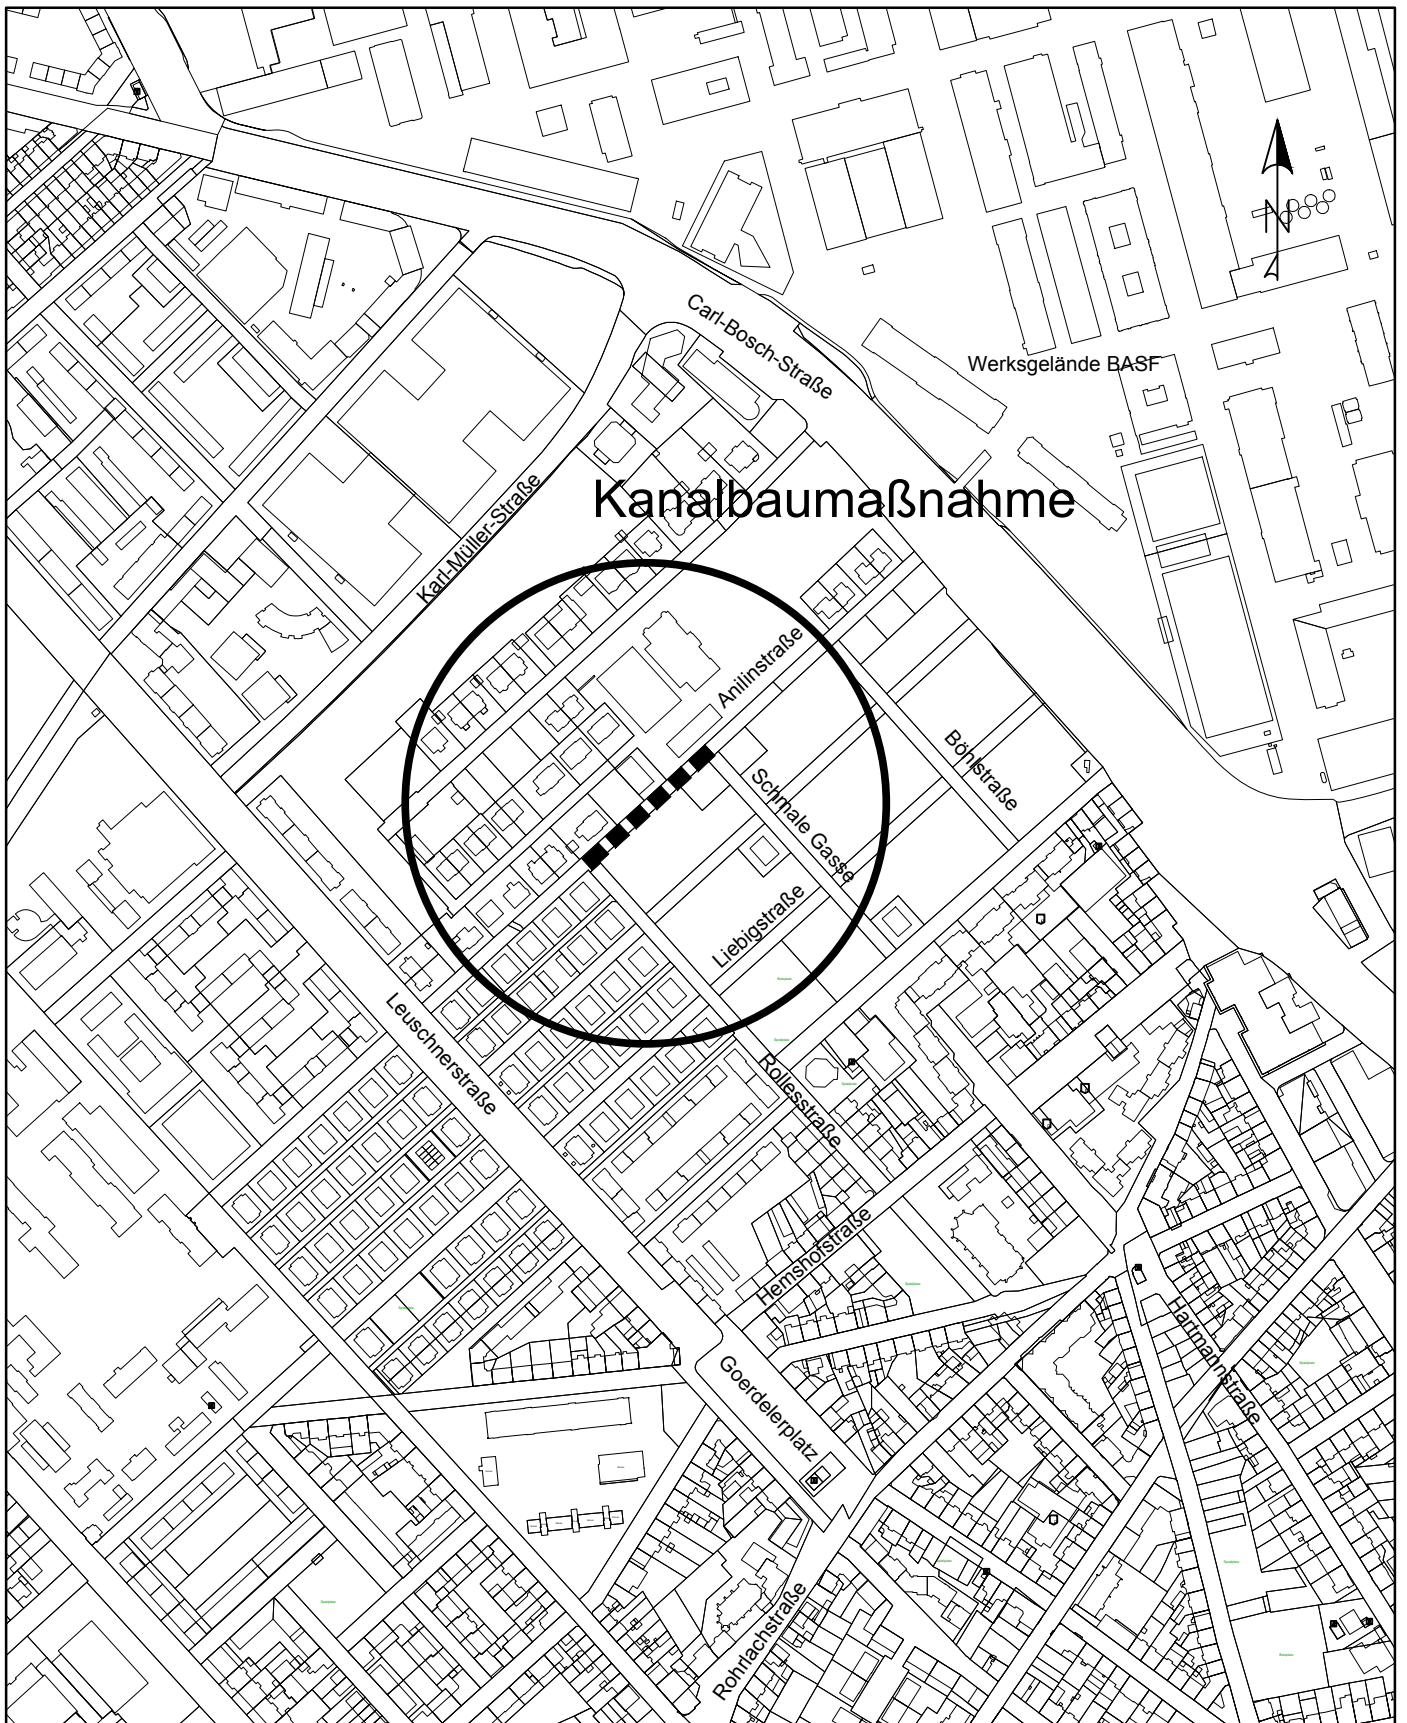 N
Carl-Bosch-Straße
Werksgelände BASF
Kanalbaumaßnahme
Karl-Müller-Straße
Anilinstraße
Böhlstraße
Schmale Gasse
Liebigstraße
Leuschnerstraße
Rollesstraße
Hemshofstraße
Hartmannstraße
Goerdelerplatz
Rohrlachstraße